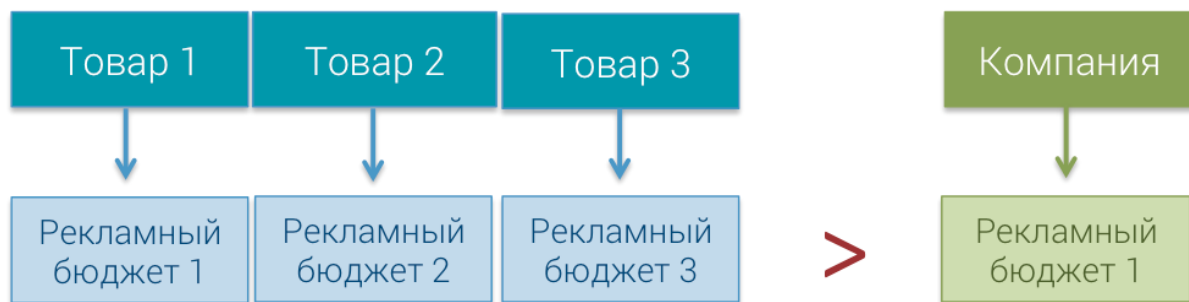 Товар 1
Товар 2
Товар 3
Компания
Рекламный
бюджет 1
Рекламный
бюджет 2
Рекламный
бюджет 3
>
Рекламный
бюджет 1